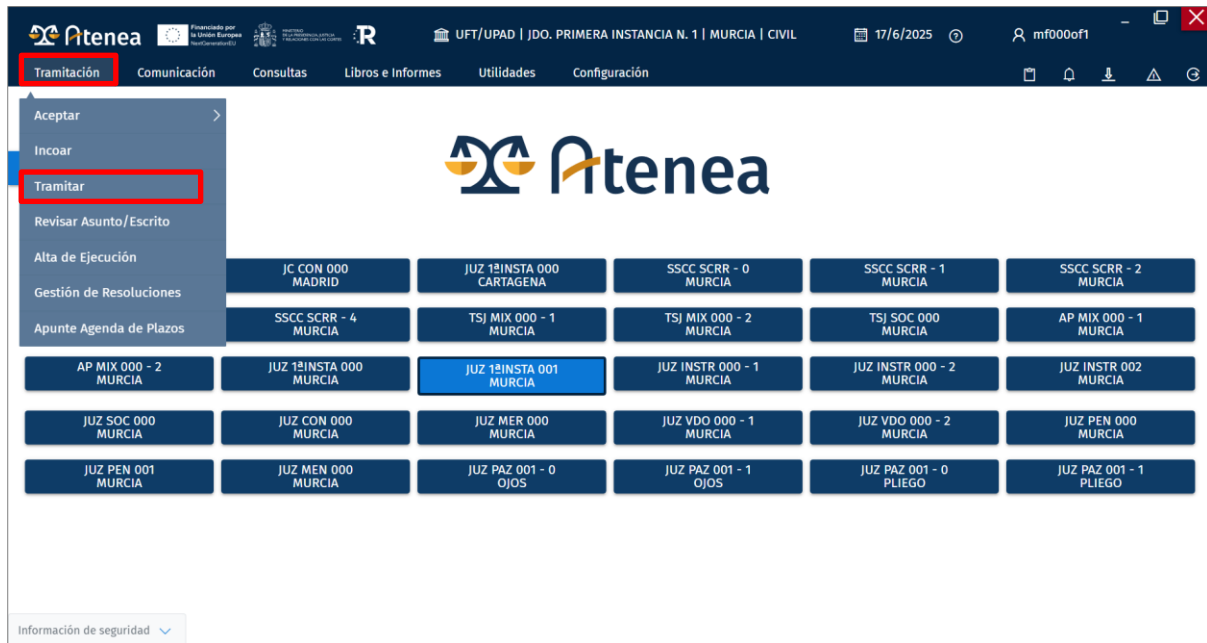 Atenea
Financiado por
la Unión Europea
NextGenerationEU
UFT/UPAD | JDO. PRIMERA INSTANCIA N. 1 | MURCIA | CIVIL
17/6/2025
mf000of1
Tramitación Comunicación Consultas Libros e Informes Utilidades Configuración
Aceptar
Incoar
Tramitar
Revisar Asunto/Escrito
Alta de Ejecución
Gestión de Resoluciones
Apunte Agenda de Plazos
Atenea
JC CON 000
MADRID
JUZ 1ªINSTA 000
CARTAGENA
SSCC SCRR - 0
MURCIA
SSCC SCRR - 1
MURCIA
SSCC SCRR - 2
MURCIA
SSCC SCRR - 4
MURCIA
TSJ MIX 000 - 1
MURCIA
TSJ MIX 000 - 2
MURCIA
TSJ SOC 000
MURCIA
AP MIX 000 - 1
MURCIA
AP MIX 000 - 2
MURCIA
JUZ 1ªINSTA 000
MURCIA
JUZ 1ªINSTA 001
MURCIA
JUZ INSTR 000 - 1
MURCIA
JUZ INSTR 000 - 2
MURCIA
JUZ INSTR 002
MURCIA
JUZ SOC 000
MURCIA
JUZ CON 000
MURCIA
JUZ MER 000
MURCIA
JUZ VDO 000 - 1
MURCIA
JUZ VDO 000 - 2
MURCIA
JUZ PEN 000
MURCIA
JUZ PEN 001
MURCIA
JUZ MEN 000
MURCIA
JUZ PAZ 001 - 0
OJOS
JUZ PAZ 001 - 1
OJOS
JUZ PAZ 001 - 0
PLIEGO
JUZ PAZ 001 - 1
PLIEGO
Información de seguridad